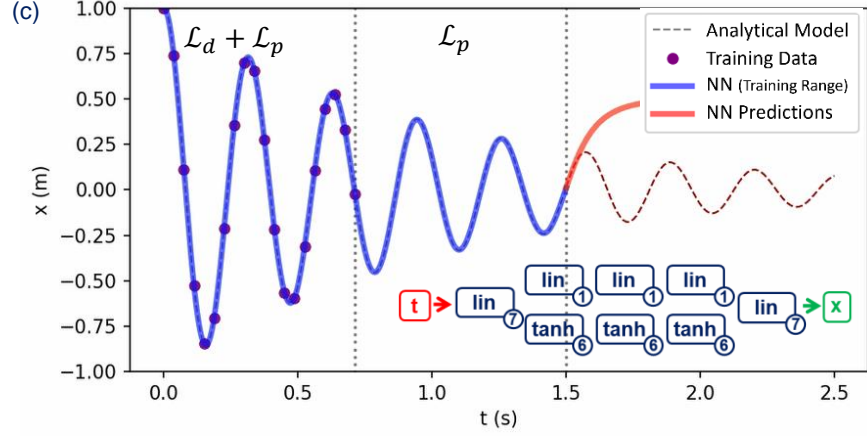 (c)
ℒd + ℒp
ℒp
Analytical Model
Training Data
NN (Training Range)
NN Predictions
1.00
0.75
0.50
0.25
0.00
−0.25
−0.50
−0.75
−1.00
x (m)
t
lin
7
lin
1
lin
1
lin
1
tanh
6
tanh
6
tanh
6
lin
7
x
0.0
0.5
1.0
1.5
2.0
2.5
t (s)